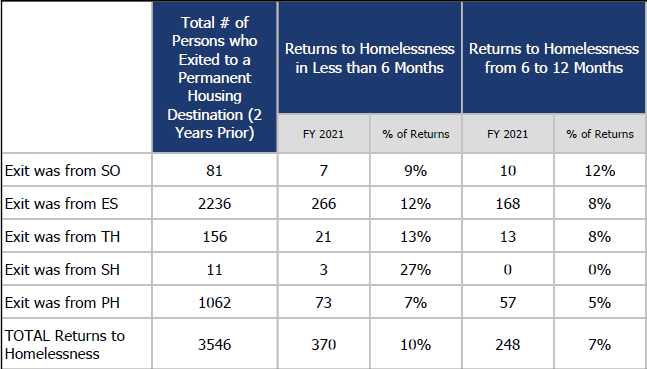 Total # of
Persons who
Exited to a
Permanent
Housing
Destination (2
Years Prior)
Returns to Homelessness
in Less than 6 Months
Returns to Homelessness
from 6 to 12 Months
FY 2021 % of Returns FY 2021 % of Returns
Exit was from SO 81 7 9% 10 12%
Exit was from ES 2236 266 12% 168 8%
Exit was from TH 156 21 13% 13 8%
Exit was from SH 11 3 27% 0 0%
Exit was from PH 1062 73 7% 57 5%
TOTAL Returns to
Homelessness 3546 370 10% 248 7%